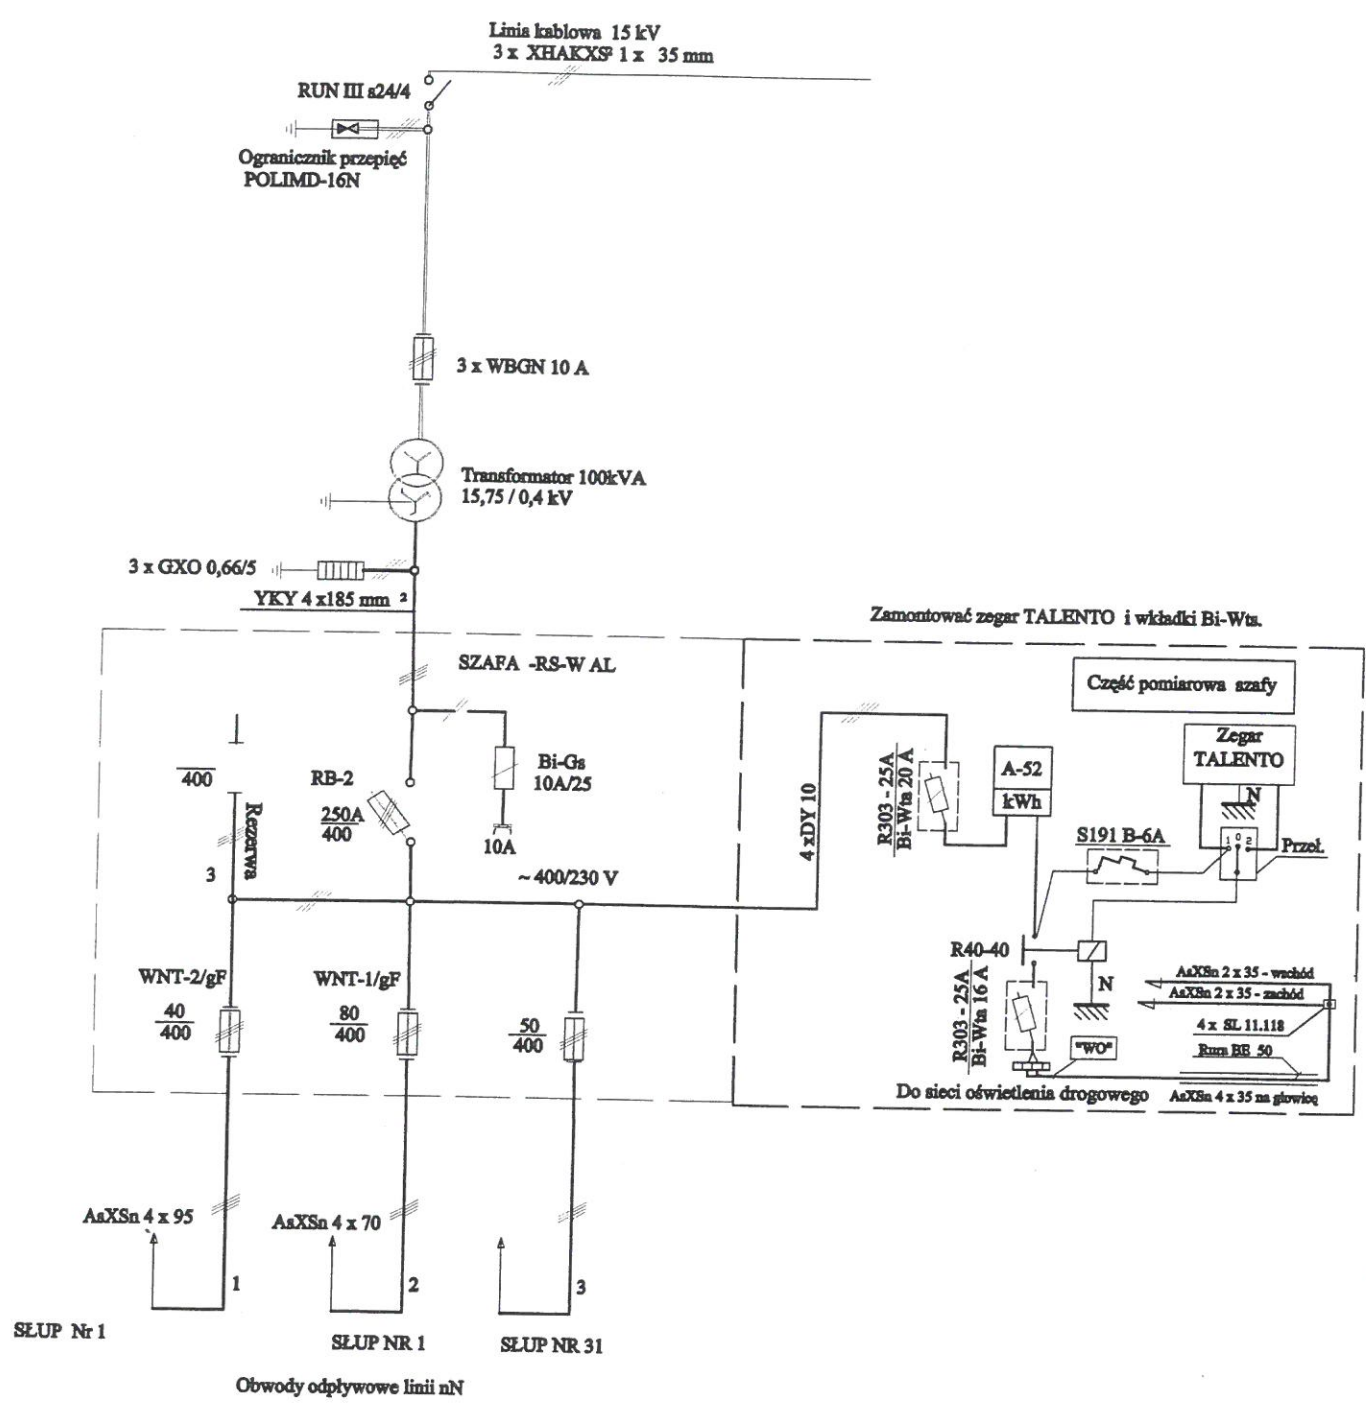 Linia kablowa 15 kV
3 x XHAKXS² 1 x 35 mm
RUN III s24/4
Ogranicznik przepięć
POLIMD-16N
3 x WBGN 10 A
Transformator 100kVA
15,75 / 0,4 kV
3 x GXO 0,66/5
YKY 4 x185 mm ²
Zamontować zegar TALENTO i wkładki Bi-Wts.
SZAFA -RS-W AL
Część pomiarowa szafy
Zegar
TALENTO
N
400
Rezerwa
3
RB-2
250A
400
Bi-Gs
10A/25
10A
~ 400/230 V
4 xDY 10
R303 - 25A
Bi-Wta 20 A
A-52
kWh
S191 B-6A
1 0 2
Przeł.
R40-40
R303 - 25A
Bi-Wta 16 A
N
AsXSn 2 x 35 - wschód
AsXSn 2 x 35 - zachód
4 x SL 11.118
Rura BE 50
"WO"
Do sieci oświetlenia drogowego
AsXSn 4 x 35 na głowicę
WNT-2/gF
40
400
WNT-1/gF
80
400
50
400
AsXSn 4 x 95
AsXSn 4 x 70
1
2
3
SŁUP Nr 1
SŁUP NR 1
SŁUP NR 31
Obwody odpływowe linii nN